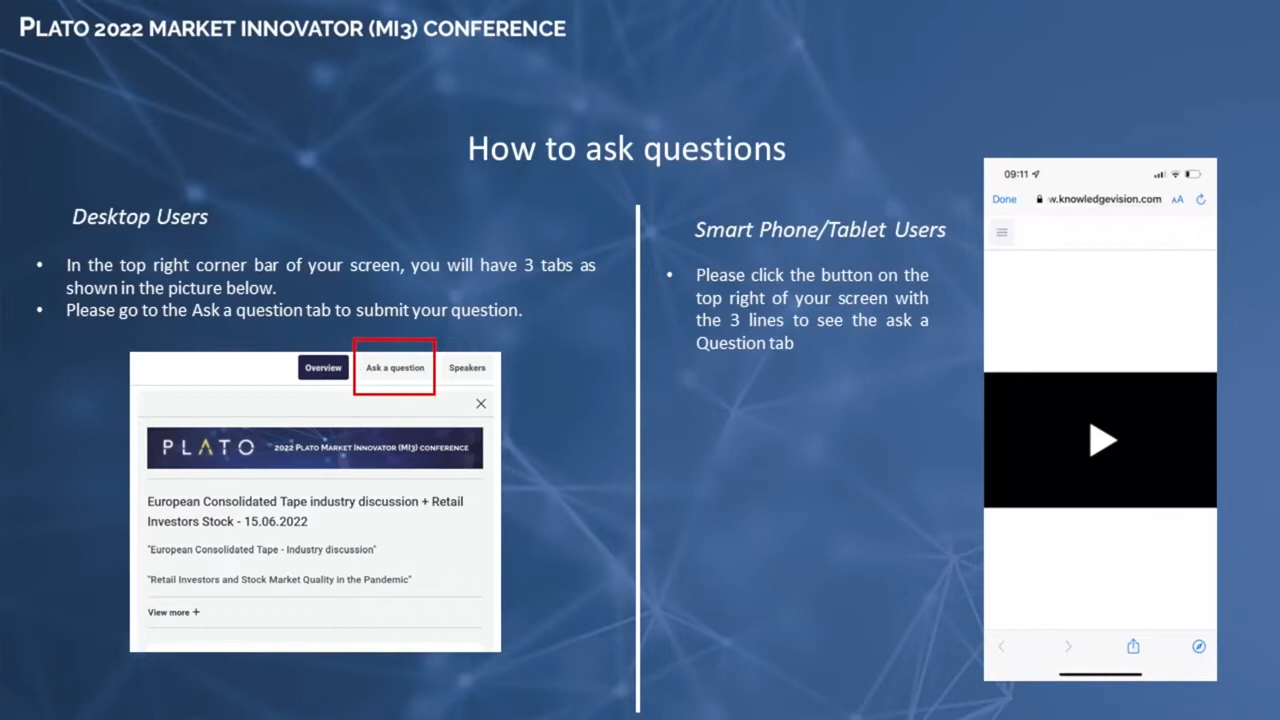 PLATO 2022 MARKET INNOVATOR (MI3) CONFERENCE
How to ask questions
Desktop Users
• In the top right corner bar of your screen, you will have 3 tabs as
shown in the picture below.
• Please go to the Ask a question tab to submit your question.
Overview Ask a question Speakers
PLATO 2022 PLATO MARKET INNOVATOR (MI3) CONFERENCE
European Consolidated Tape industry discussion + Retail
Investors Stock - 15.06.2022
"European Consolidated Tape - Industry discussion"
"Retail Investors and Stock Market Quality in the Pandemic"
View more +
Smart Phone/Tablet Users
• Please click the button on the
top right of your screen with
the 3 lines to see the ask a
Question tab
09:11
Done w.knowledgevision.com AA